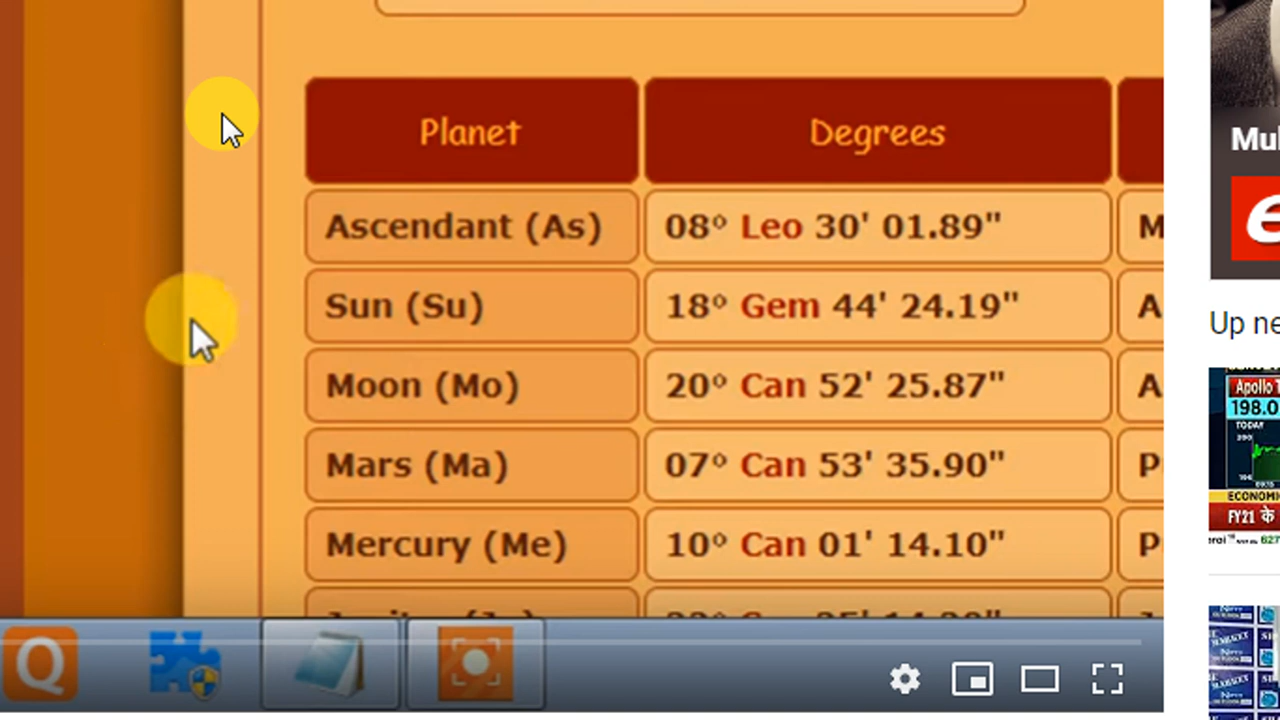 Planet Degrees
Ascendant (As) 08° Leo 30' 01.89" M
Sun (Su) 18° Gem 44' 24.19" A
Moon (Mo) 20° Can 52' 25.87" A
Mars (Ma) 07° Can 53' 35.90" P
Mercury (Me) 10° Can 01' 14.10" P
Q
Mu
e
Up ne
Apollo T
198.0
TODAY
ECONOMI
FY21 के